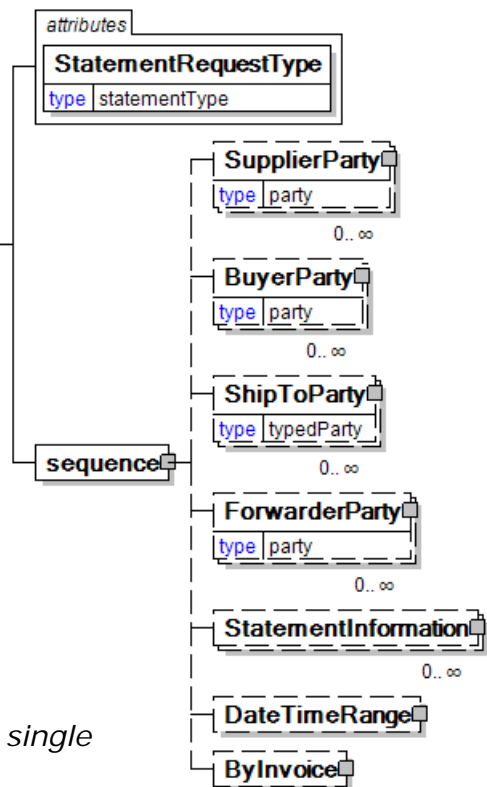 attributes
StatementRequestType
type statementType
SupplierParty
type party
0.. ∞
BuyerParty
type party
0.. ∞
ShipToParty
type typedParty
0.. ∞
sequence
ForwarderParty
type party
0.. ∞
StatementInformation
0.. ∞
DateTimeRange
single
ByInvoice